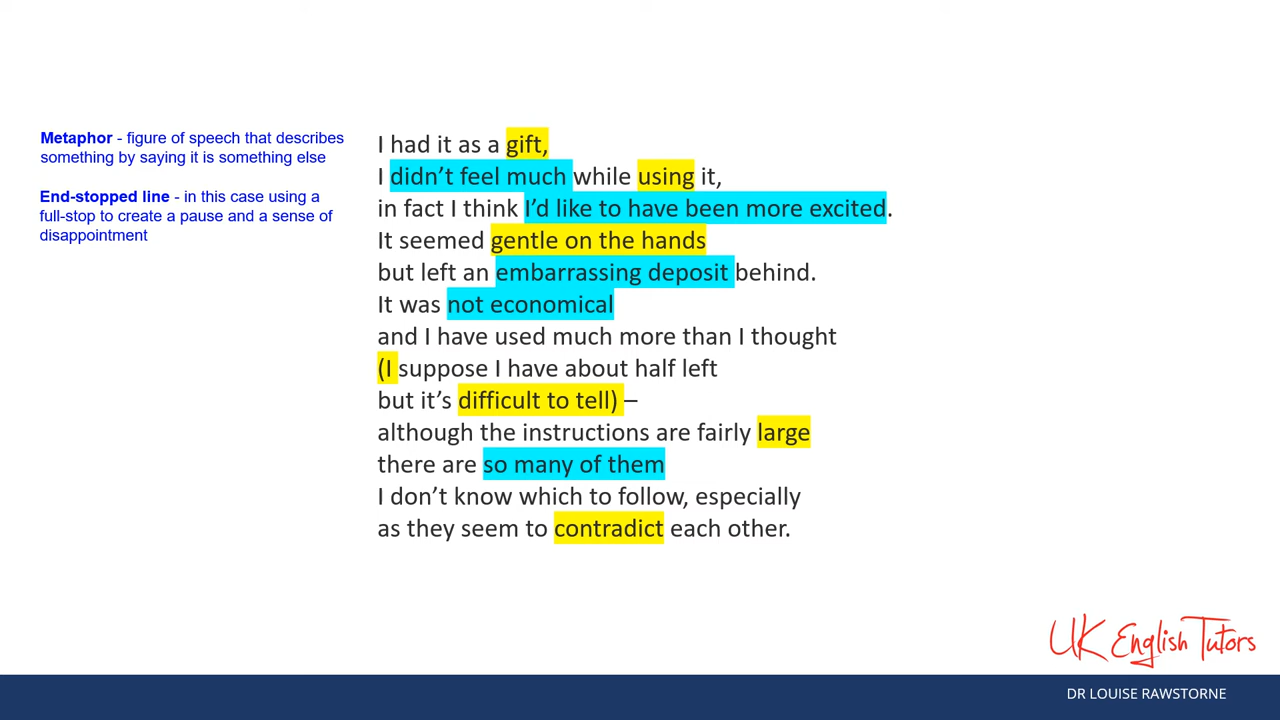 Metaphor - figure of speech that describes
something by saying it is something else
End-stopped line - in this case using a
full-stop to create a pause and a sense of
disappointment
I had it as a gift,
I didn’t feel much while using it,
in fact I think I’d like to have been more excited.
It seemed gentle on the hands
but left an embarrassing deposit behind.
It was not economical
and I have used much more than I thought
(I suppose I have about half left
but it’s difficult to tell) –
although the instructions are fairly large
there are so many of them
I don’t know which to follow, especially
as they seem to contradict each other.
UK English Tutors
DR LOUISE RAWSTORNE